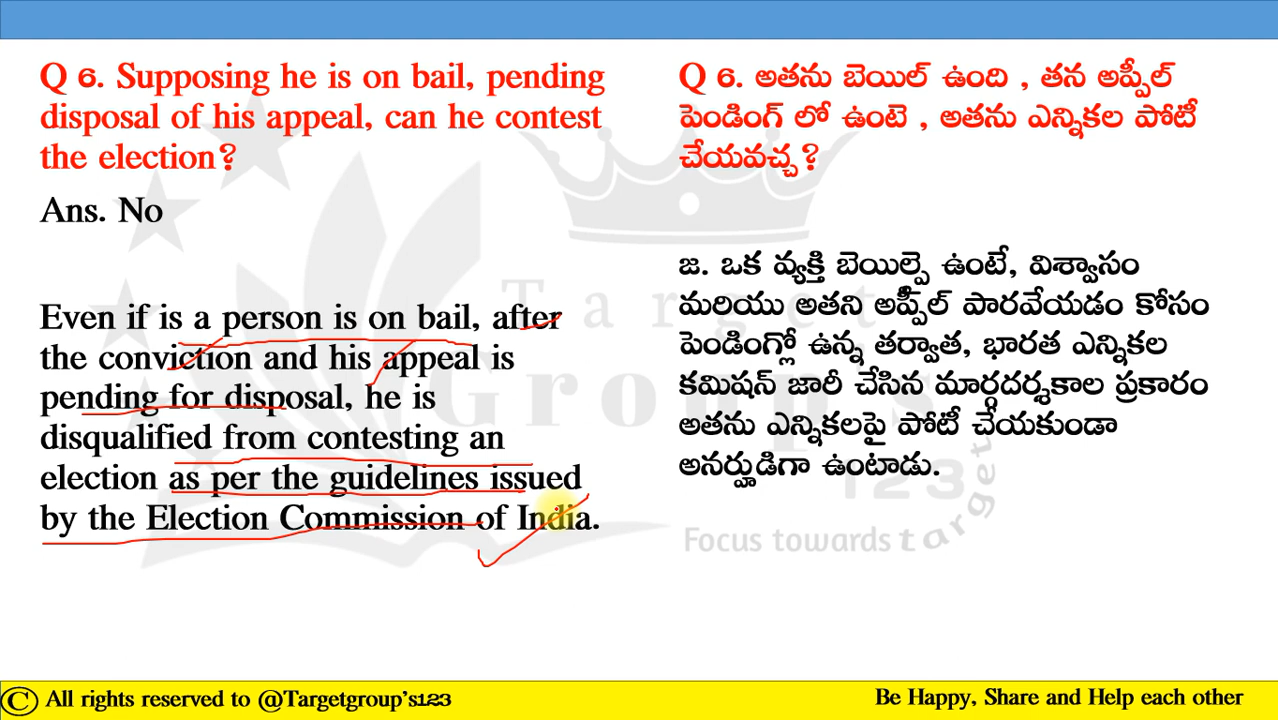 Q 6. Supposing he is on bail, pending
disposal of his appeal, can he contest
the election?
Ans. No
Even if is a person is on bail, after
the conviction and his appeal is
pending for disposal, he is
disqualified from contesting an
election as per the guidelines issued
by the Election Commission of India.
Q 6. అతను బెయిల్ ఉంది , తన అప్పీల్
పెండింగ్ లో ఉంటె , అతను ఎన్నికల పోటీ
చేయవచ్చ?
జ. ఒక వ్యక్తి బెయిల్పై ఉంటే, విశ్వాసం
మరియు అతని అప్పీల్ పారవేయడం కోసం
పెండింగ్లో ఉన్న తర్వాత, భారత ఎన్నికల
కమిషన్ జారీ చేసిన మార్గదర్శకాల ప్రకారం
అతను ఎన్నికలపై పోటీ చేయకుండా
అనర్హుడిగా ఉంటాడు.
Target
Group's
123
Focus towards target
© All rights reserved to @Targetgroup's123
Be Happy, Share and Help each other